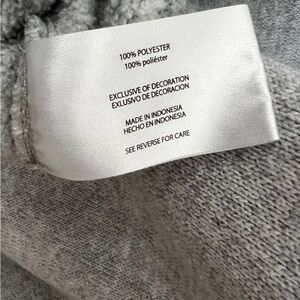 100% POLYESTER
100% poliéster
EXCLUSIVE OF DECORATION
EXLUSIVO DE DECORACION
MADE IN INDONESIA
HECHO EN INDONESIA
SEE REVERSE FOR CARE